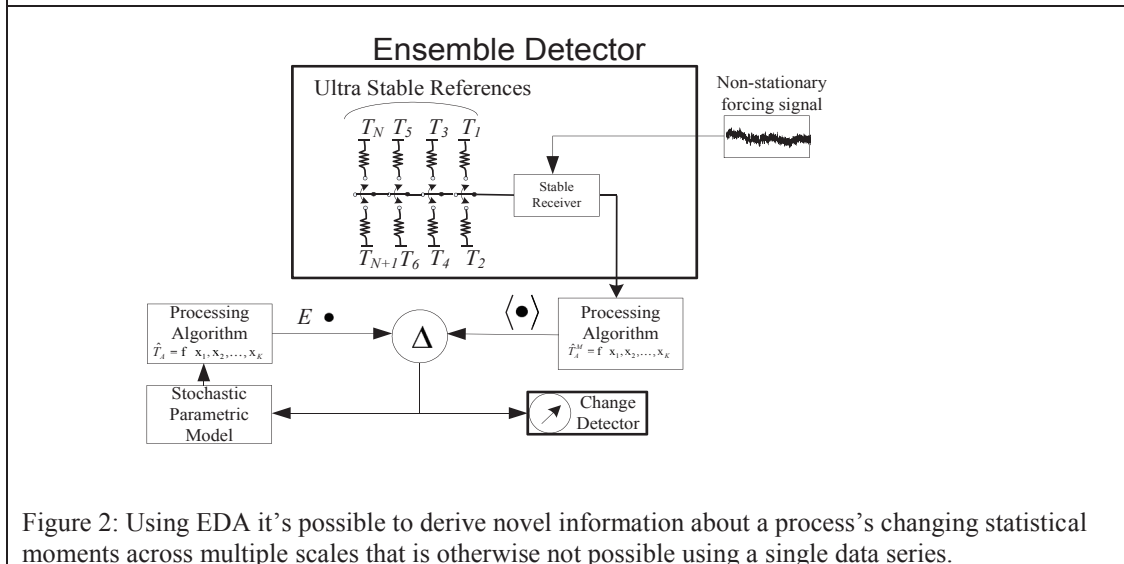 Ensemble Detector
Ultra Stable References
T_N T_5 T_3 T_1
T_{N+1} T_6 T_4 T_2
Stable
Receiver
Non-stationary
forcing signal
Processing
Algorithm
T̂_A = f x_1, x_2, ..., x_K
E •
Δ
⟨•⟩
Processing
Algorithm
T̂_A^M = f x_1, x_2, ..., x_K
Stochastic
Parametric
Model
Change
Detector
Figure 2: Using EDA it’s possible to derive novel information about a process’s changing statistical
moments across multiple scales that is otherwise not possible using a single data series.